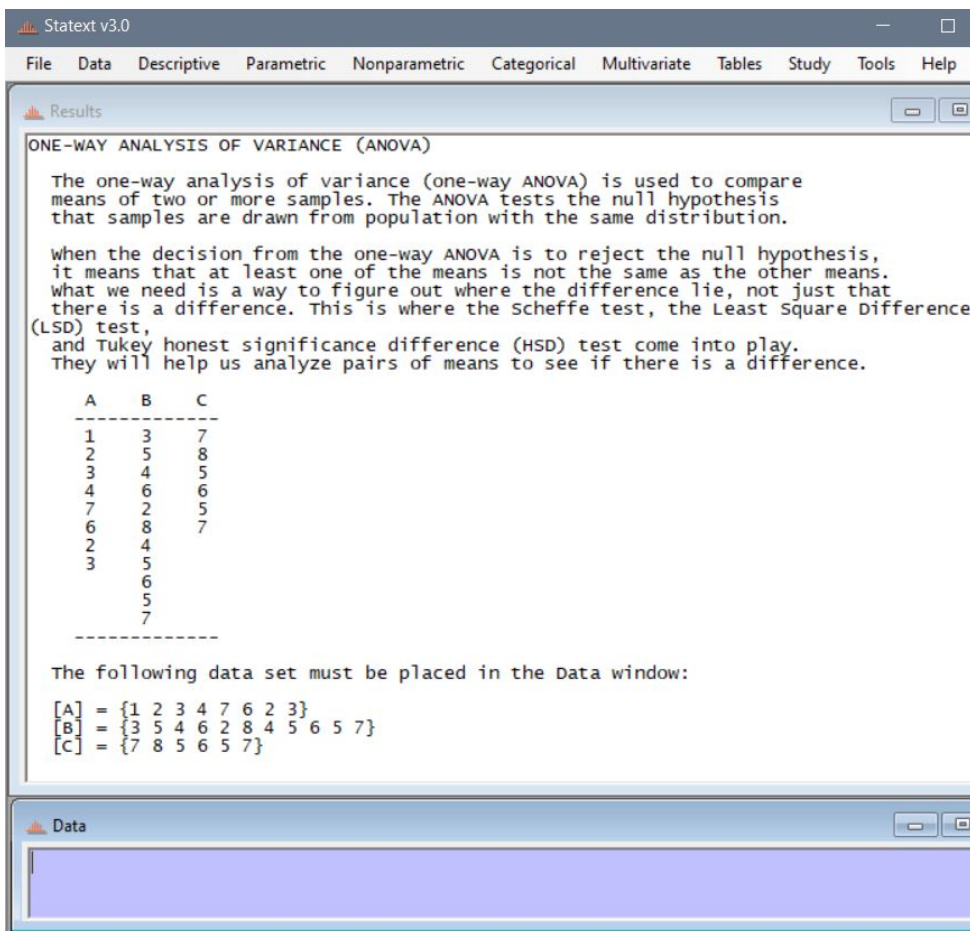 Statext v3.0
File Data Descriptive Parametric Nonparametric Categorical Multivariate Tables Study Tools Help
Results
ONE-WAY ANALYSIS OF VARIANCE (ANOVA)
The one-way analysis of variance (one-way ANOVA) is used to compare
means of two or more samples. The ANOVA tests the null hypothesis
that samples are drawn from population with the same distribution.
When the decision from the one-way ANOVA is to reject the null hypothesis,
it means that at least one of the means is not the same as the other means.
What we need is a way to figure out where the difference lie, not just that
there is a difference. This is where the Scheffe test, the Least Square Difference
(LSD) test,
and Tukey honest significance difference (HSD) test come into play.
They will help us analyze pairs of means to see if there is a difference.
A B C
-------------
1 3 7
2 5 8
3 4 5
4 6 6
7 2 5
6 8 7
2 4
3 5
6
5
7
-------------
The following data set must be placed in the Data window:
[A] = {1 2 3 4 7 6 2 3}
[B] = {3 5 4 6 2 8 4 5 6 5 7}
[C] = {7 8 5 6 5 7}
Data